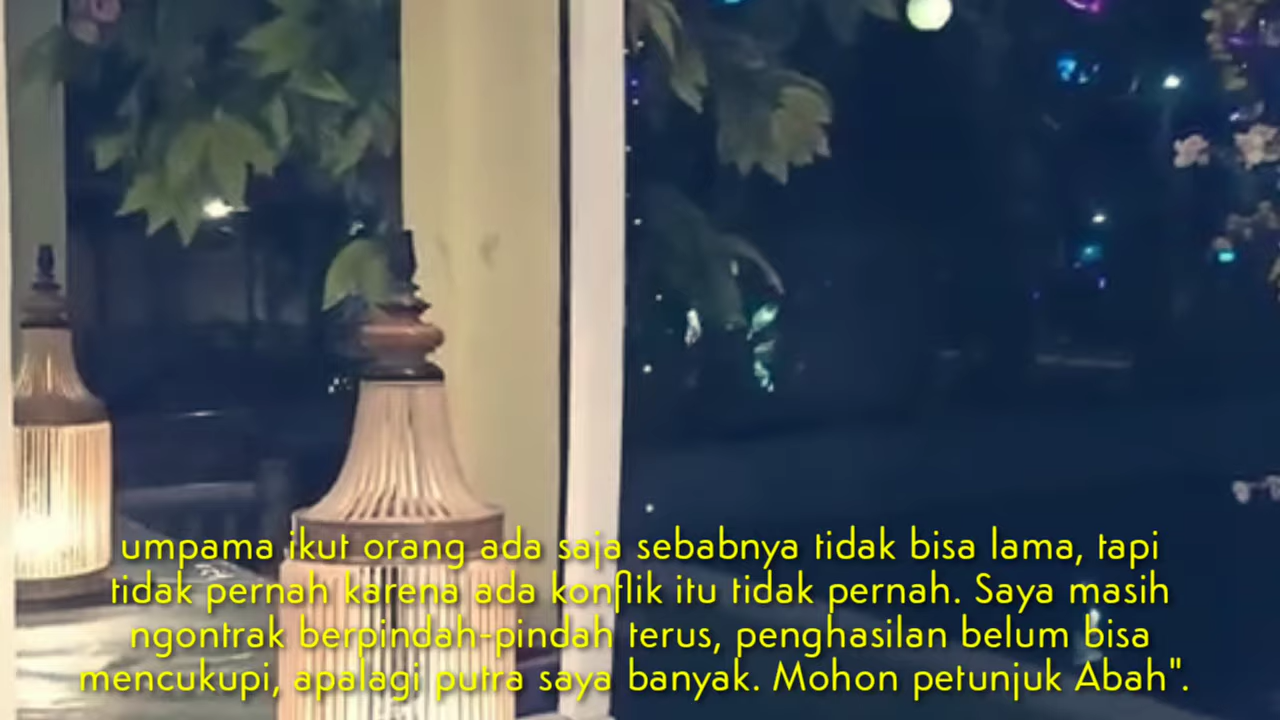 umpama ikut orang ada saja sebabnya tidak bisa lama, tapi
tidak pernah karena ada konflik itu tidak pernah. Saya masih
ngontrak berpindah-pindah terus, penghasilan belum bisa
mencukupi, apalagi putra saya banyak. Mohon petunjuk Abah".